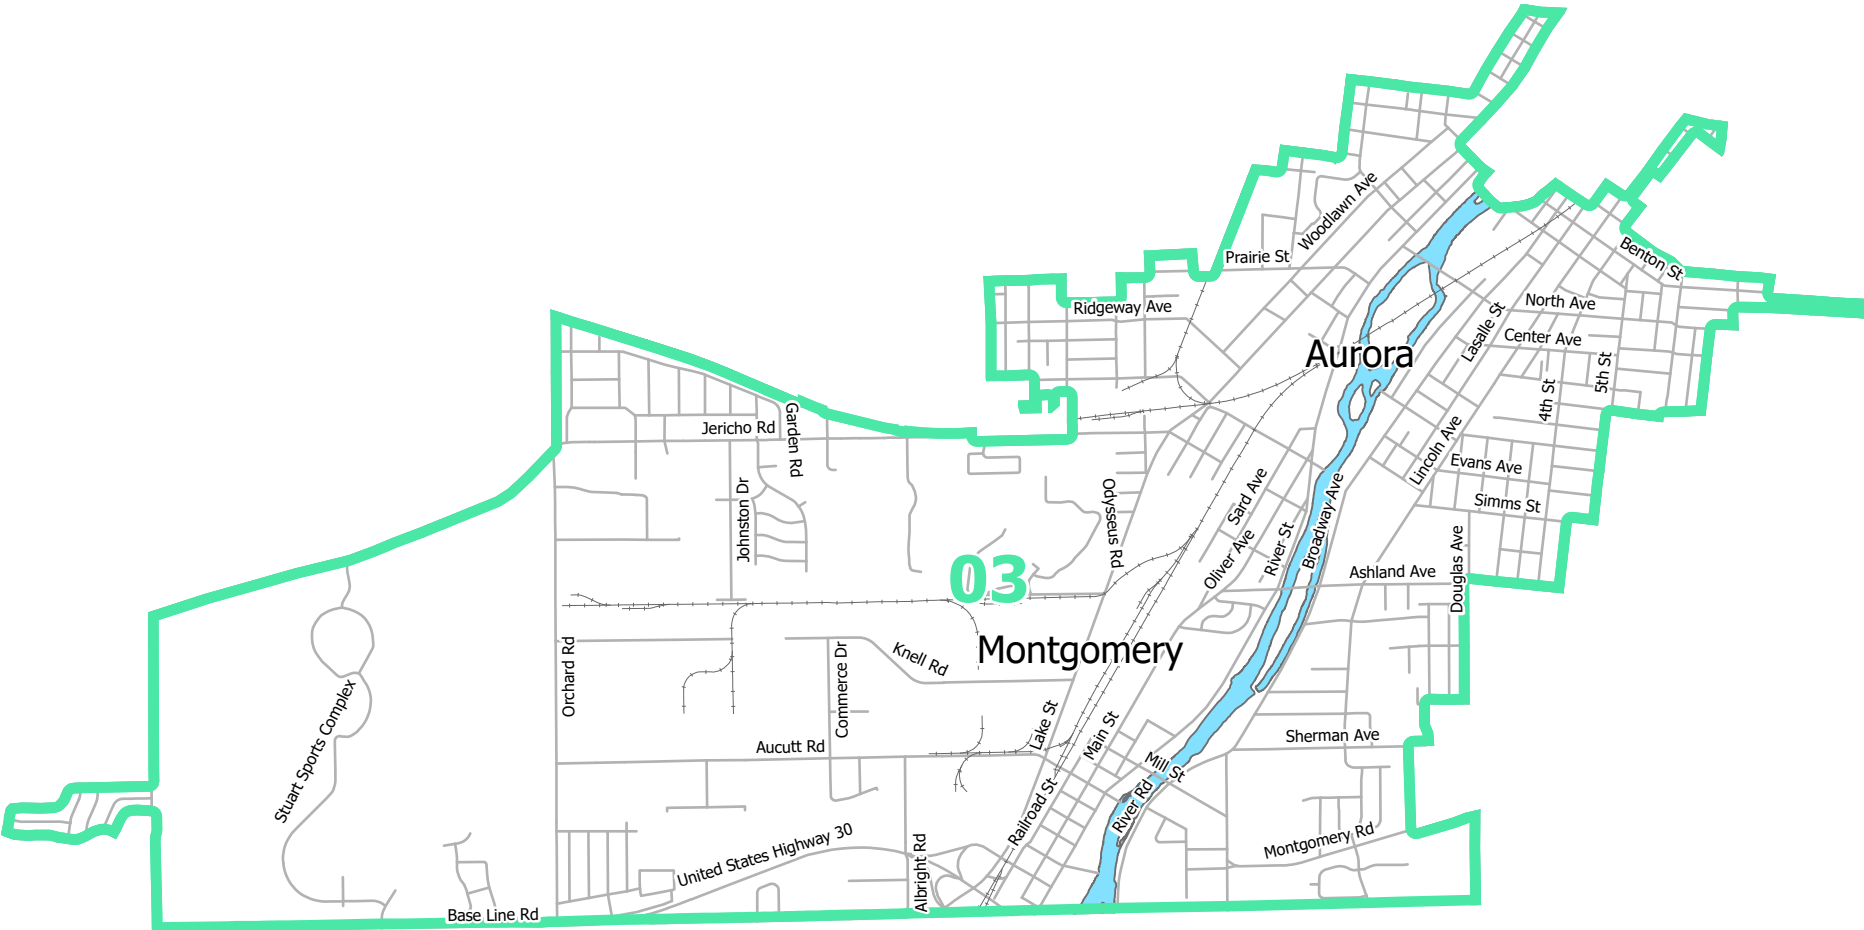 Woodlawn Ave
Prairie St
Benton St
Ridgeway Ave
North Ave
Lasalle St
Center Ave
Aurora
5th St
4th St
Jericho Rd
Garden Rd
Lincoln Ave
Evans Ave
Simms St
Johnston Dr
Odysseus Rd
Sard Ave
Broadway Ave
River St
Oliver Ave
Douglas Ave
Ashland Ave
03
Montgomery
Orchard Rd
Knell Rd
Commerce Dr
Stuart Sports Complex
Lake St
Main St
Aucutt Rd
Sherman Ave
Mill St
River Rd
Railroad St
Montgomery Rd
United States Highway 30
Albright Rd
Base Line Rd